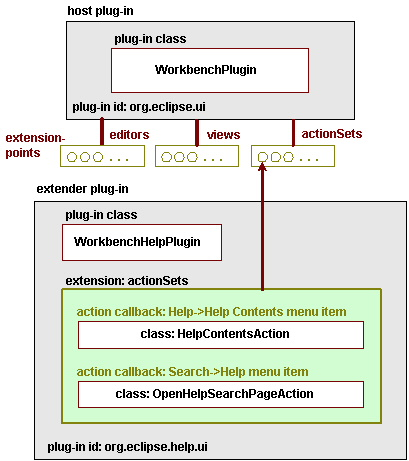 host plug-in
plug-in class
WorkbenchPlugin
plug-in id: org.eclipse.ui
extension-
points
editors
views
actionSets
...
...
...
extender plug-in
plug-in class
WorkbenchHelpPlugin
extension: actionSets
action callback: Help->Help Contents menu item
class: HelpContentsAction
action callback: Search->Help menu item
class: OpenHelpSearchPageAction
plug-in id: org.eclipse.help.ui